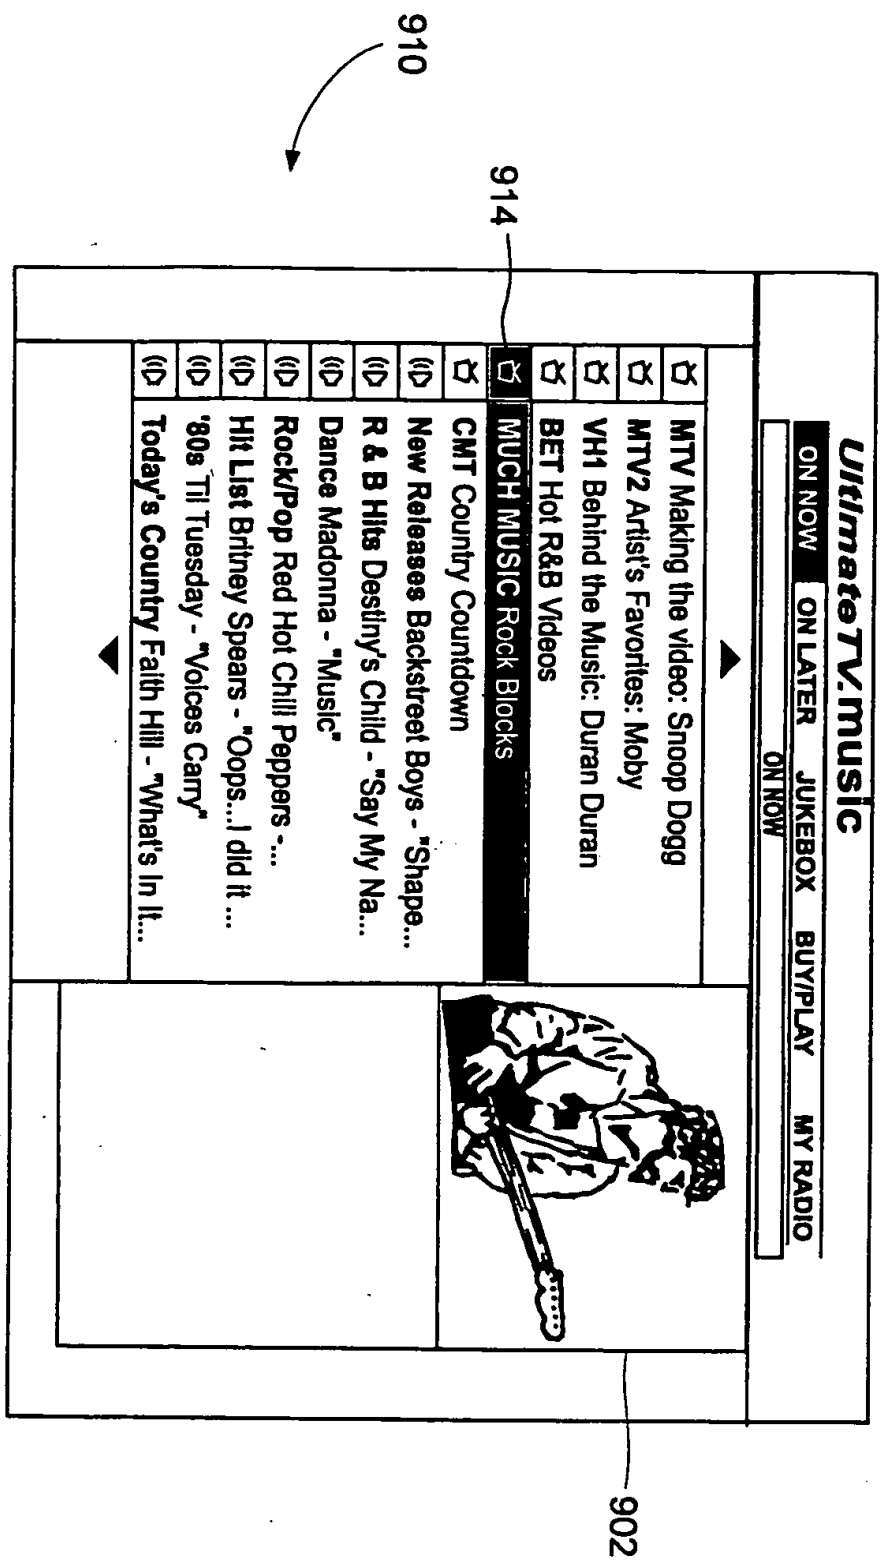 910
914
UltimateTV.music
ON NOW ON LATER JUKEBOX BUY/PLAY MY RADIO
ON NOW
MTV Making the video: Snoop Dogg
MTV2 Artist's Favorites: Moby
VH1 Behind the Music: Duran Duran
BET Hot R&B Videos
MUCH MUSIC Rock Blocks
CMT Country Countdown
New Releases Backstreet Boys - "Shape...
R & B Hits Destiny's Child - "Say My Na...
Dance Madonna - "Music"
Rock/Pop Red Hot Chili Peppers -...
Hit List Britney Spears - "Oops...I did it ...
'80s Til Tuesday - "Voices Carry"
Today's Country Faith Hill - "What's In It...
902